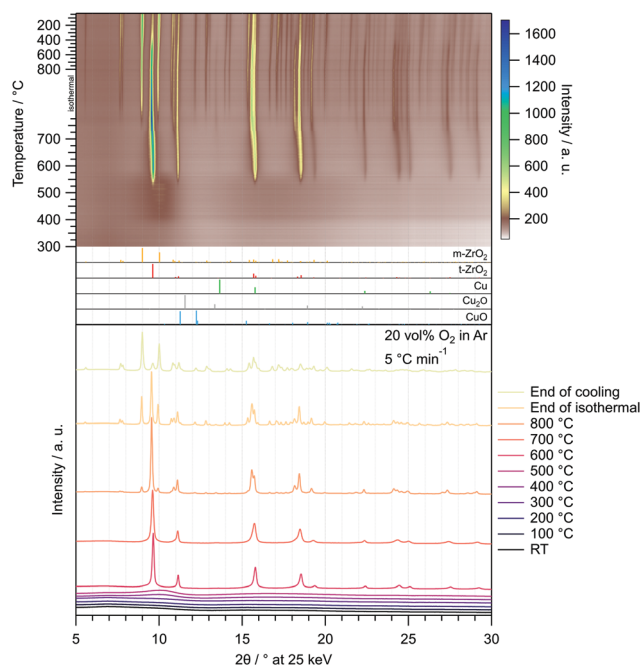 200
400
600
800
isothermal
700
600
500
400
300
Temperature / °C
1600
1400
1200
1000
800
600
400
200
Intensity / a. u.
m-ZrO₂
t-ZrO₂
Cu
Cu₂O
CuO
20 vol% O₂ in Ar
5 °C min⁻¹
Intensity / a. u.
End of cooling
End of isothermal
800 °C
700 °C
600 °C
500 °C
400 °C
300 °C
200 °C
100 °C
RT
5 10 15 20 25 30
2θ / ° at 25 keV